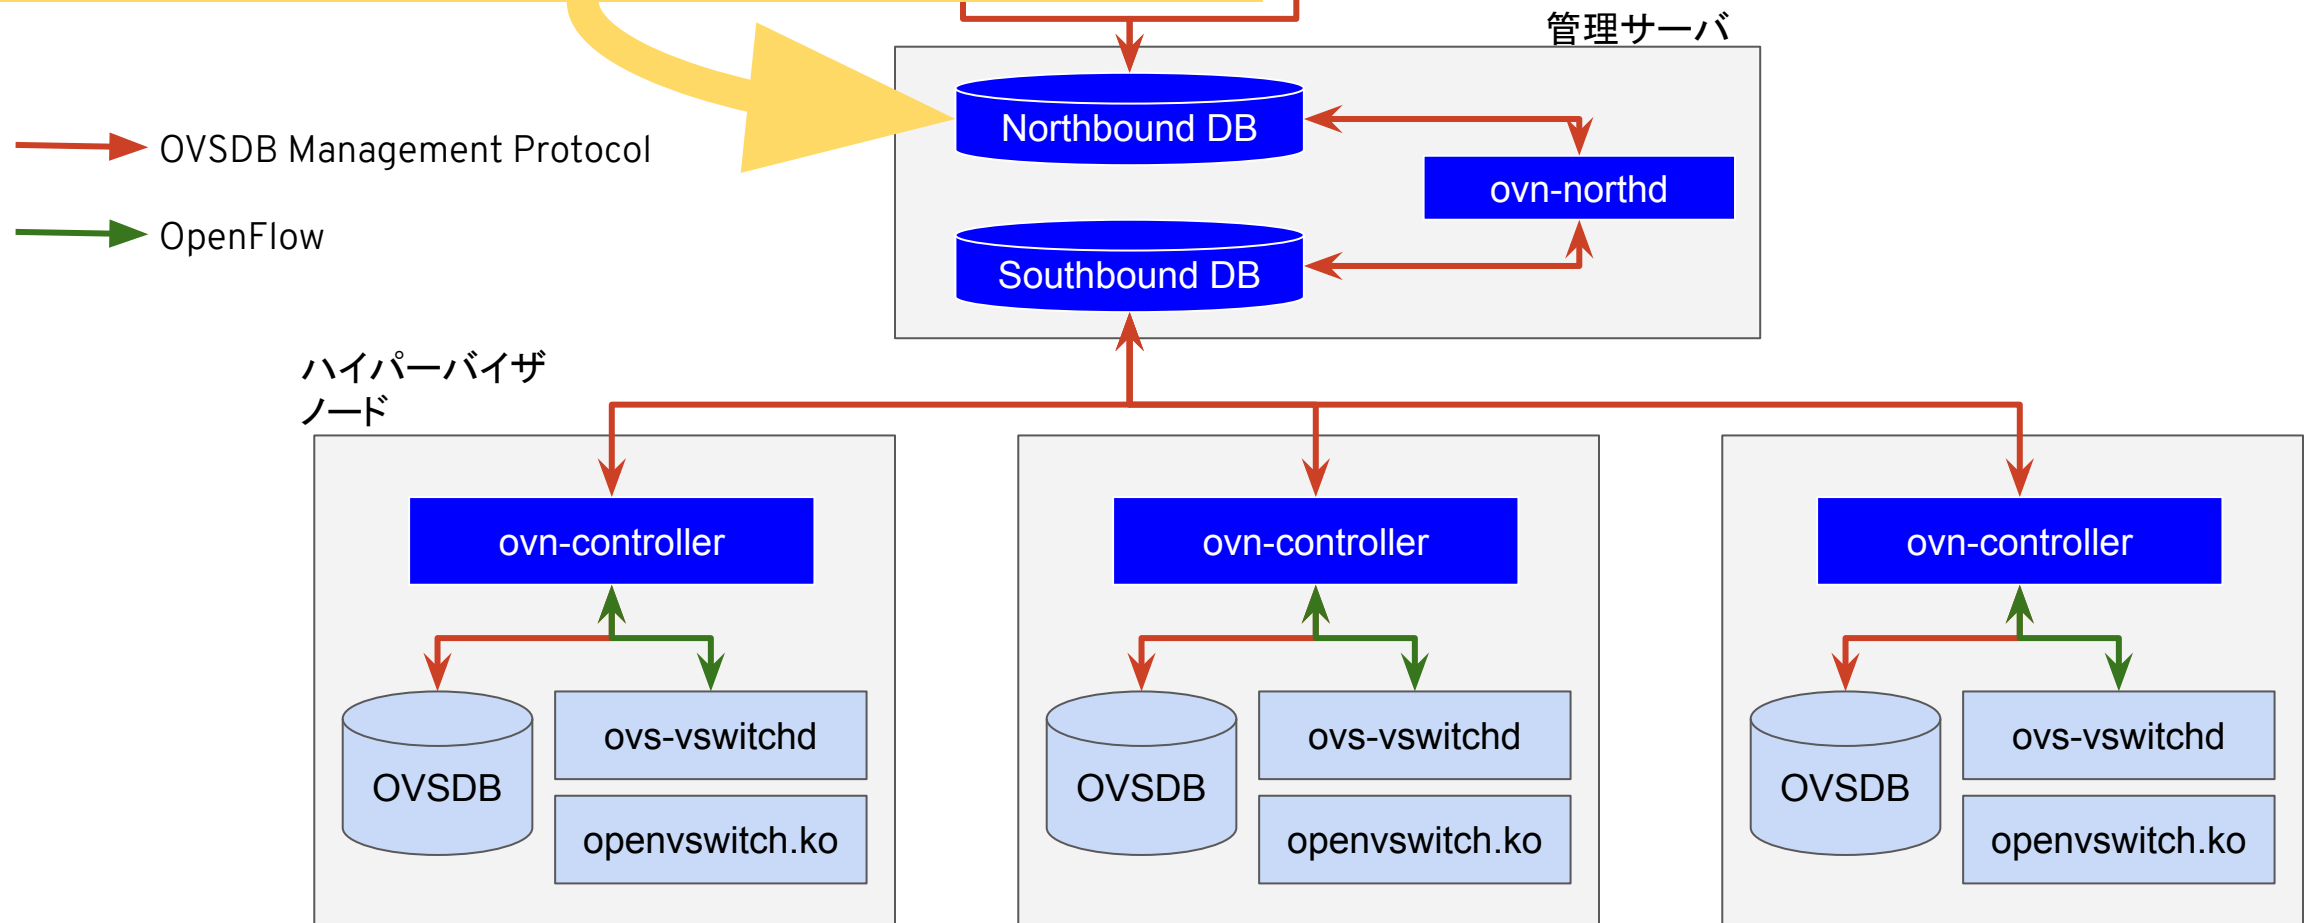 管理サーバ
Northbound DB
OVSDB Management Protocol
ovn-northd
OpenFlow
Southbound DB
ハイパーバイザ
ノード
ovn-controller
ovn-controller
ovn-controller
OVSDB
ovs-vswitchd
openvswitch.ko
OVSDB
ovs-vswitchd
openvswitch.ko
OVSDB
ovs-vswitchd
openvswitch.ko